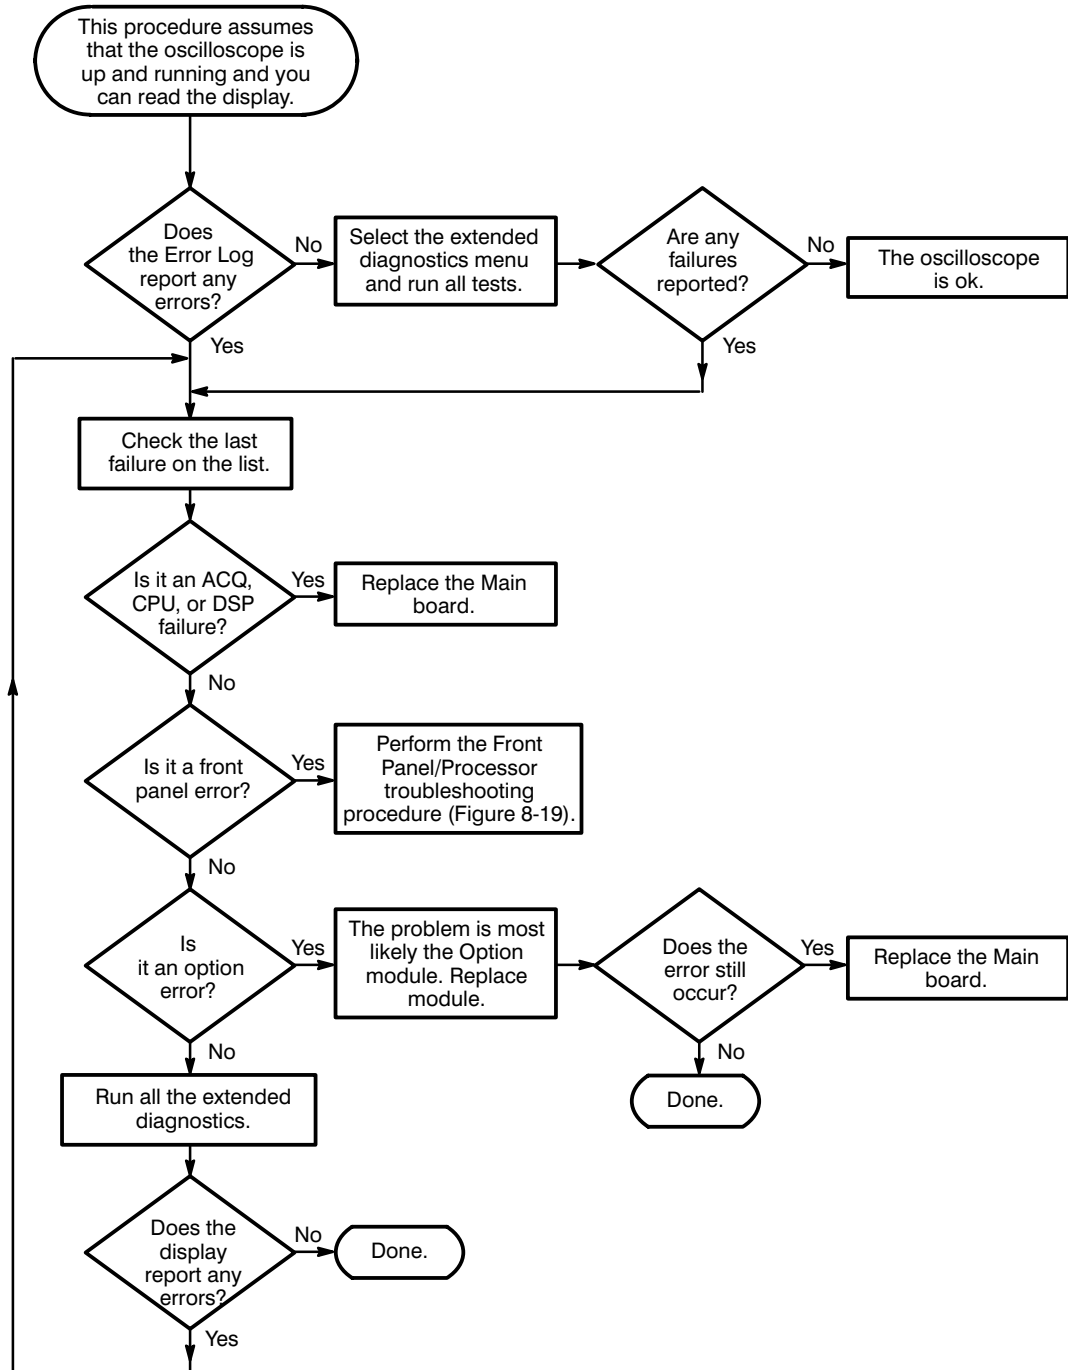 This procedure assumes
that the oscilloscope is
up and running and you
can read the display.
Does
the Error Log
report any
errors?
No
Select the extended
diagnostics menu
and run all tests.
Are any
failures
reported?
No
The oscilloscope
is ok.
Yes
Yes
Check the last
failure on the list.
Is it an ACQ,
CPU, or DSP
failure?
Yes
Replace the Main
board.
No
Is it a front
panel error?
Yes
Perform the Front
Panel/Processor
troubleshooting
procedure (Figure 8-19).
No
Is
it an option
error?
Yes
The problem is most
likely the Option
module. Replace
module.
Does the
error still
occur?
Yes
Replace the Main
board.
No
No
Done.
Run all the extended
diagnostics.
Does the
display
report any
errors?
No
Done.
Yes